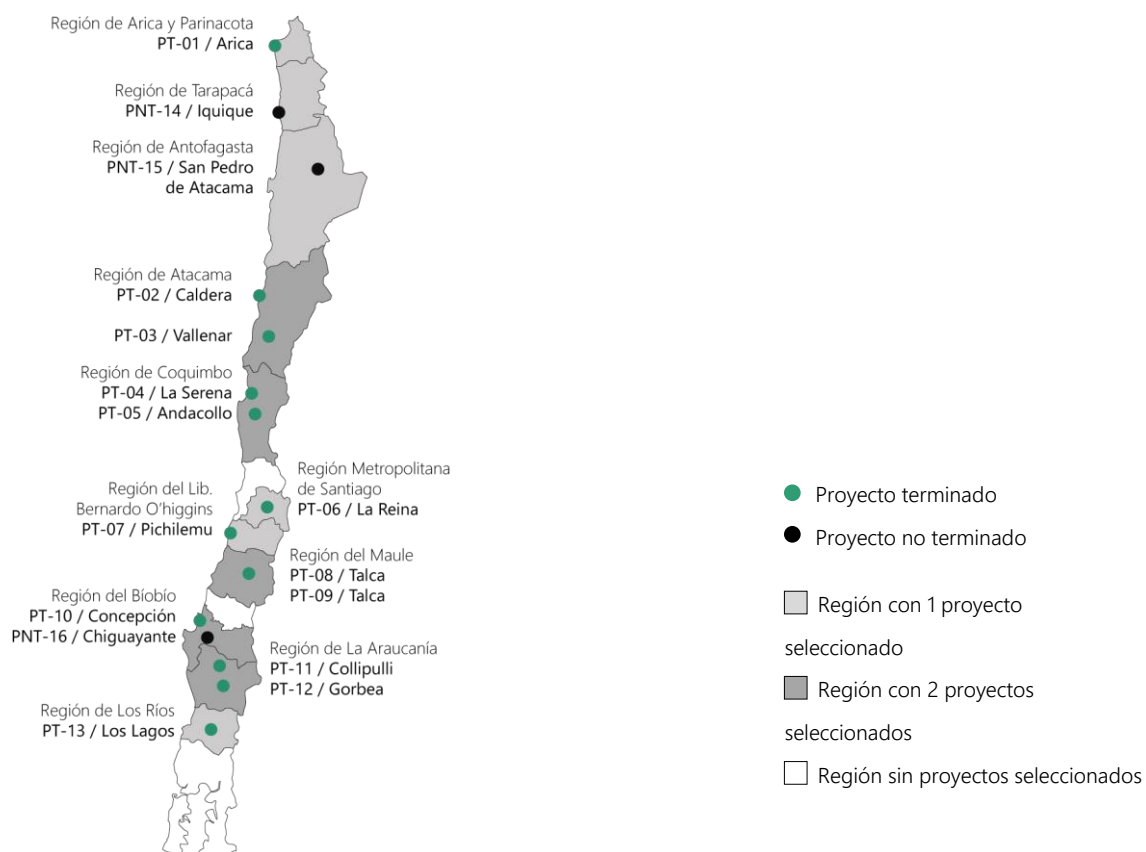 Región de Arica y Parinacota
PT-01 / Arica
Región de Tarapacá
PNT-14 / Iquique
Región de Antofagasta
PNT-15 / San Pedro
de Atacama
Región de Atacama
PT-02 / Caldera
PT-03 / Vallenar
Región de Coquimbo
PT-04 / La Serena
PT-05 / Andacollo
Región Metropolitana
de Santiago
PT-06 / La Reina
Región del Lib.
Bernardo O'higgins
PT-07 / Pichilemu
Región del Maule
PT-08 / Talca
PT-09 / Talca
Región del Bíobío
PT-10 / Concepción
PNT-16 / Chiguayante
Región de La Araucanía
PT-11 / Collipulli
PT-12 / Gorbea
Región de Los Ríos
PT-13 / Los Lagos
Proyecto terminado
Proyecto no terminado
Región con 1 proyecto
seleccionado
Región con 2 proyectos
seleccionados
Región sin proyectos seleccionados